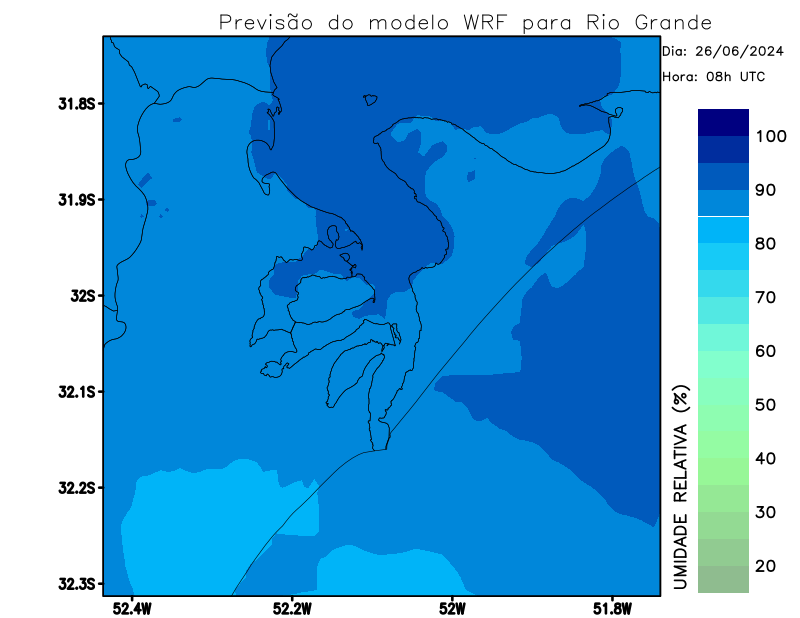 Previsão do modelo WRF para Rio Grande
Dia: 26/06/2024
Hora: 08h UTC
31.8S
31.9S
32S
32.1S
32.2S
32.3S
52.4W
52.2W
52W
51.8W
100
90
80
70
60
50
40
30
20
UMIDADE RELATIVA (%)